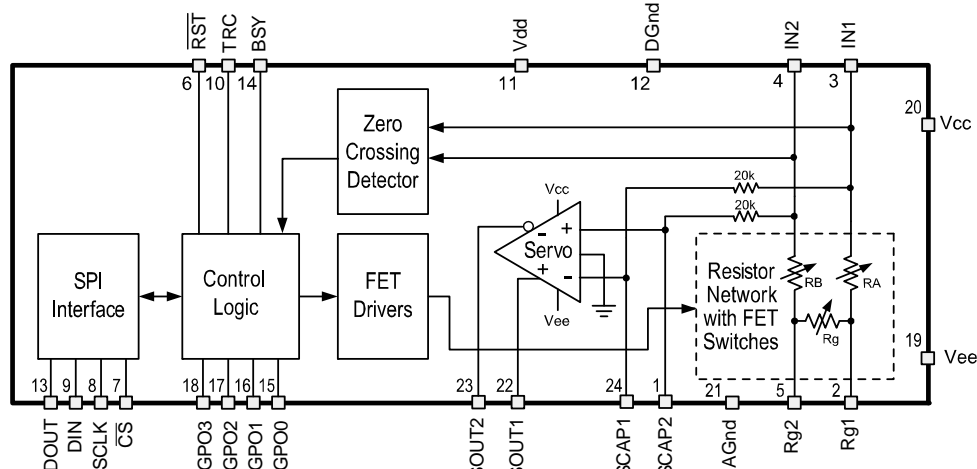 RST
TRC
BSY
Vdd
DGnd
IN2
IN1
6
10
14
11
12
4
3
20
Vcc
Zero
Crossing
Detector
20k
20k
Vcc
+
-
Servo
+
-
Vee
SPI
Interface
Control
Logic
FET
Drivers
Resistor
Network
with FET
Switches
RB
RA
Rg
19
Vee
13
9
8
7
18
17
16
15
23
22
24
1
21
5
2
DOUT
DIN
SCLK
CS
GPO3
GPO2
GPO1
GPO0
SOUT2
SOUT1
SCAP1
SCAP2
AGnd
Rg2
Rg1